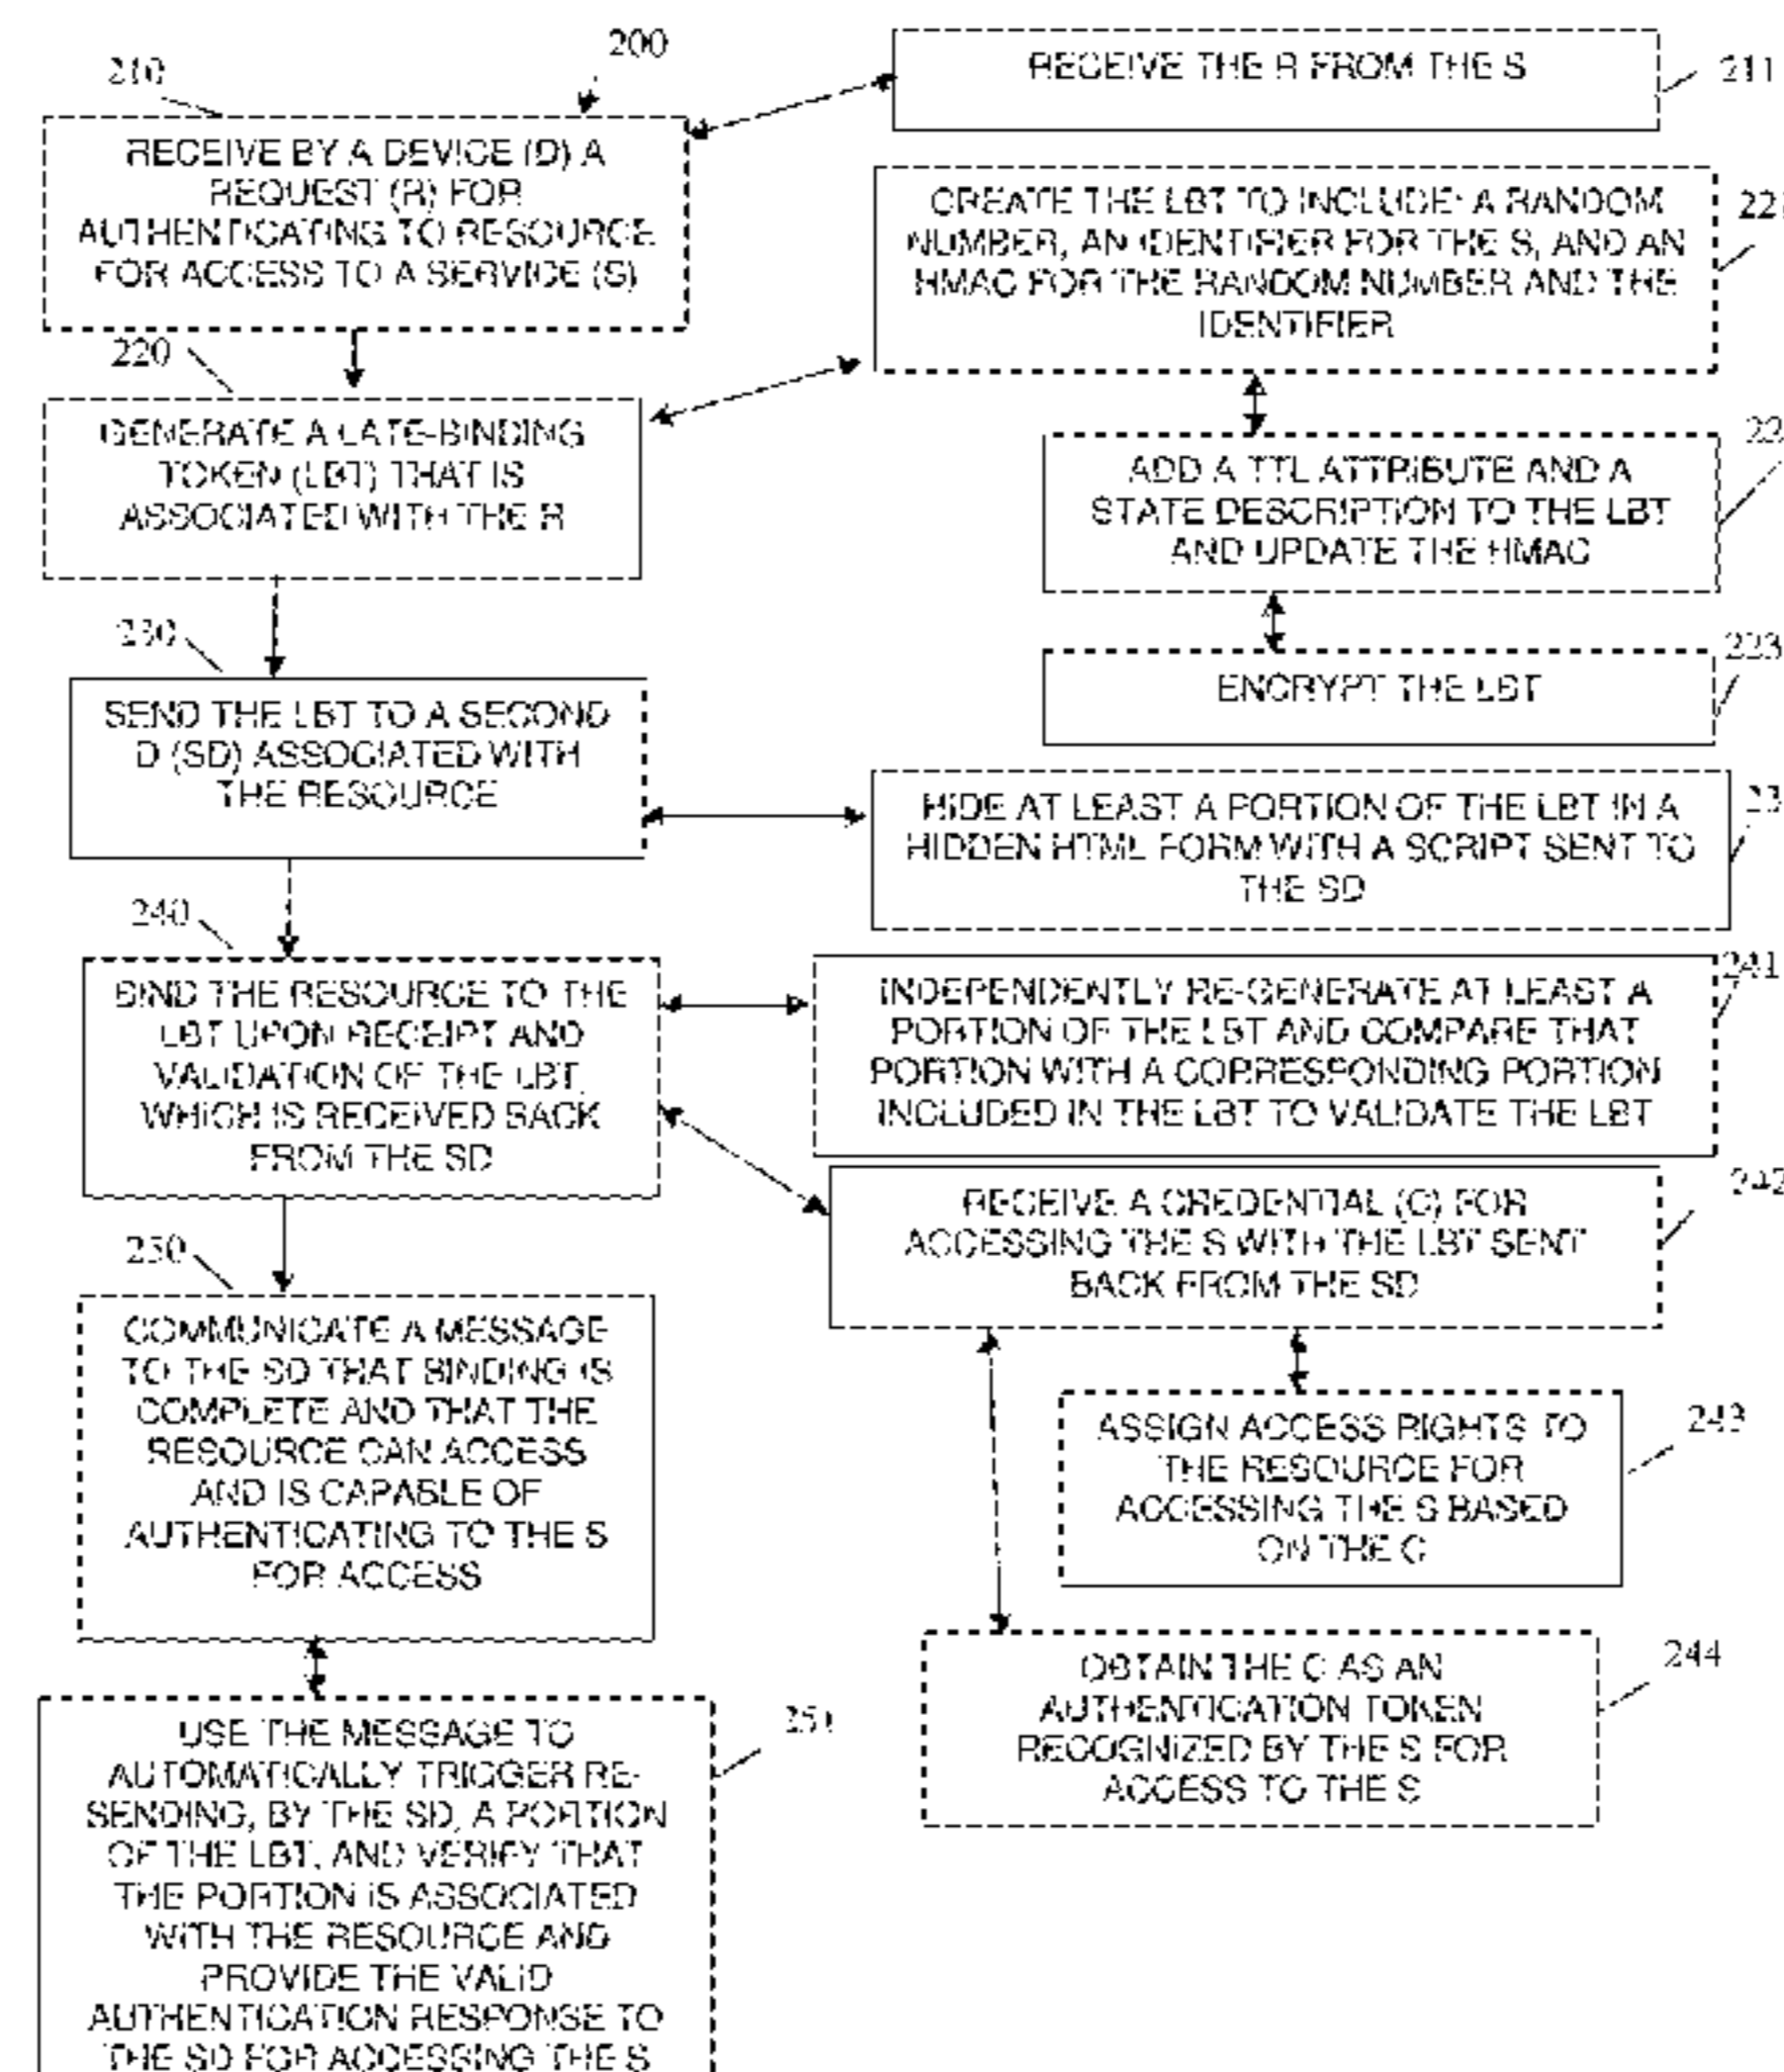 200
210
RECEIVE BY A DEVICE (D) A
REQUEST (R) FOR
AUTHENTICATING TO RESOURCE
FOR ACCESS TO A SERVICE (S)
RECEIVE THE R FROM THE S
211
220
GENERATE A LATE-BINDING
TOKEN (LBT) THAT IS
ASSOCIATED WITH THE R
CREATE THE LBT TO INCLUDE: A RANDOM
NUMBER, AN IDENTIFIER FOR THE S, AND AN
HMAC FOR THE RANDOM NUMBER AND THE
IDENTIFIER
ADD A TTL ATTRIBUTE AND A
STATE DESCRIPTION TO THE LBT
AND UPDATE THE HMAC
22
ENCRYPT THE LBT
223
230
SEND THE LBT TO A SECOND
D (SD) ASSOCIATED WITH
THE RESOURCE
HIDE AT LEAST A PORTION OF THE LBT IN A
HIDDEN HTML FORM WITH A SCRIPT SENT TO
THE SD
23
240
BIND THE RESOURCE TO THE
LBT UPON RECEIPT AND
VALIDATION OF THE LBT,
WHICH IS RECEIVED BACK
FROM THE SD
INDEPENDENTLY RE-GENERATE AT LEAST A
PORTION OF THE LBT AND COMPARE THAT
PORTION WITH A CORRESPONDING PORTION
INCLUDED IN THE LBT TO VALIDATE THE LBT
241
RECEIVE A CREDENTIAL (C) FOR
ACCESSING THE S WITH THE LBT SENT
BACK FROM THE SD
242
250
COMMUNICATE A MESSAGE
TO THE SD THAT BINDING IS
COMPLETE AND THAT THE
RESOURCE CAN ACCESS
AND IS CAPABLE OF
AUTHENTICATING TO THE S
FOR ACCESS
ASSIGN ACCESS RIGHTS TO
THE RESOURCE FOR
ACCESSING THE S BASED
ON THE C
243
OBTAIN THE C AS AN
AUTHENTICATION TOKEN
RECOGNIZED BY THE S FOR
ACCESS TO THE S
244
USE THE MESSAGE TO
AUTOMATICALLY TRIGGER RE-
SENDING, BY THE SD, A PORTION
OF THE LBT, AND VERIFY THAT
THE PORTION IS ASSOCIATED
WITH THE RESOURCE AND
PROVIDE THE VALID
AUTHENTICATION RESPONSE TO
THE SD FOR ACCESSING THE S
251